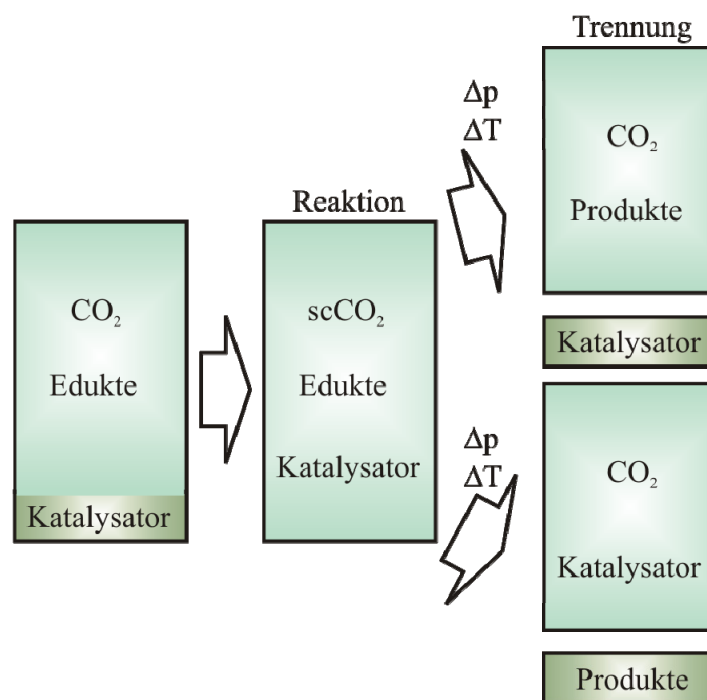 CO₂
Edukte
Katalysator
Reaktion
scCO₂
Edukte
Katalysator
Δp
ΔT
Δp
ΔT
Trennung
CO₂
Produkte
Katalysator
CO₂
Katalysator
Produkte